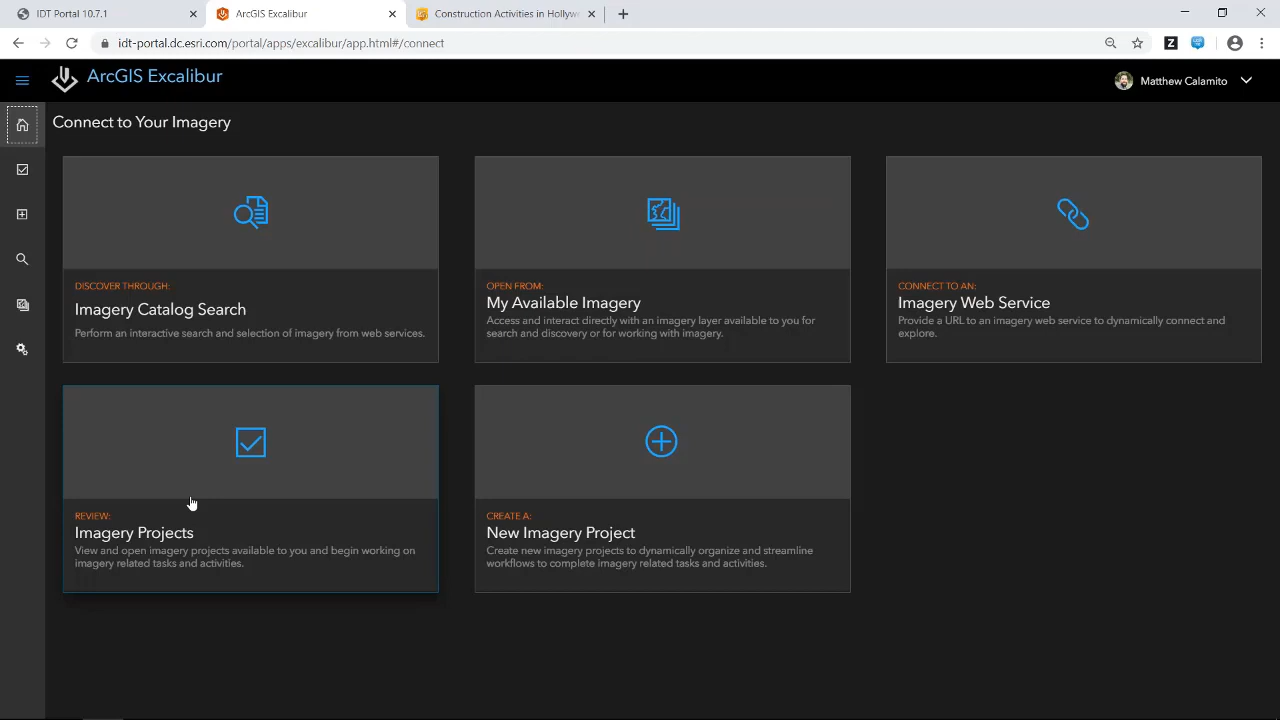 IDT Portal 10.7.1
ArcGIS Excalibur
Construction Activities in Hollyw
idt-portal.dc.esri.com/portal/apps/excalibur/app.html#/connect
ArcGIS Excalibur
Matthew Calamito
Connect to Your Imagery
DISCOVER THROUGH:
Imagery Catalog Search
Perform an interactive search and selection of imagery from web services.
OPEN FROM:
My Available Imagery
Access and interact directly with an imagery layer available to you for
search and discovery or for working with imagery.
CONNECT TO AN:
Imagery Web Service
Provide a URL to an imagery web service to dynamically connect and
explore.
REVIEW:
Imagery Projects
View and open imagery projects available to you and begin working on
imagery related tasks and activities.
CREATE A:
New Imagery Project
Create new imagery projects to dynamically organize and streamline
workflows to complete imagery related tasks and activities.